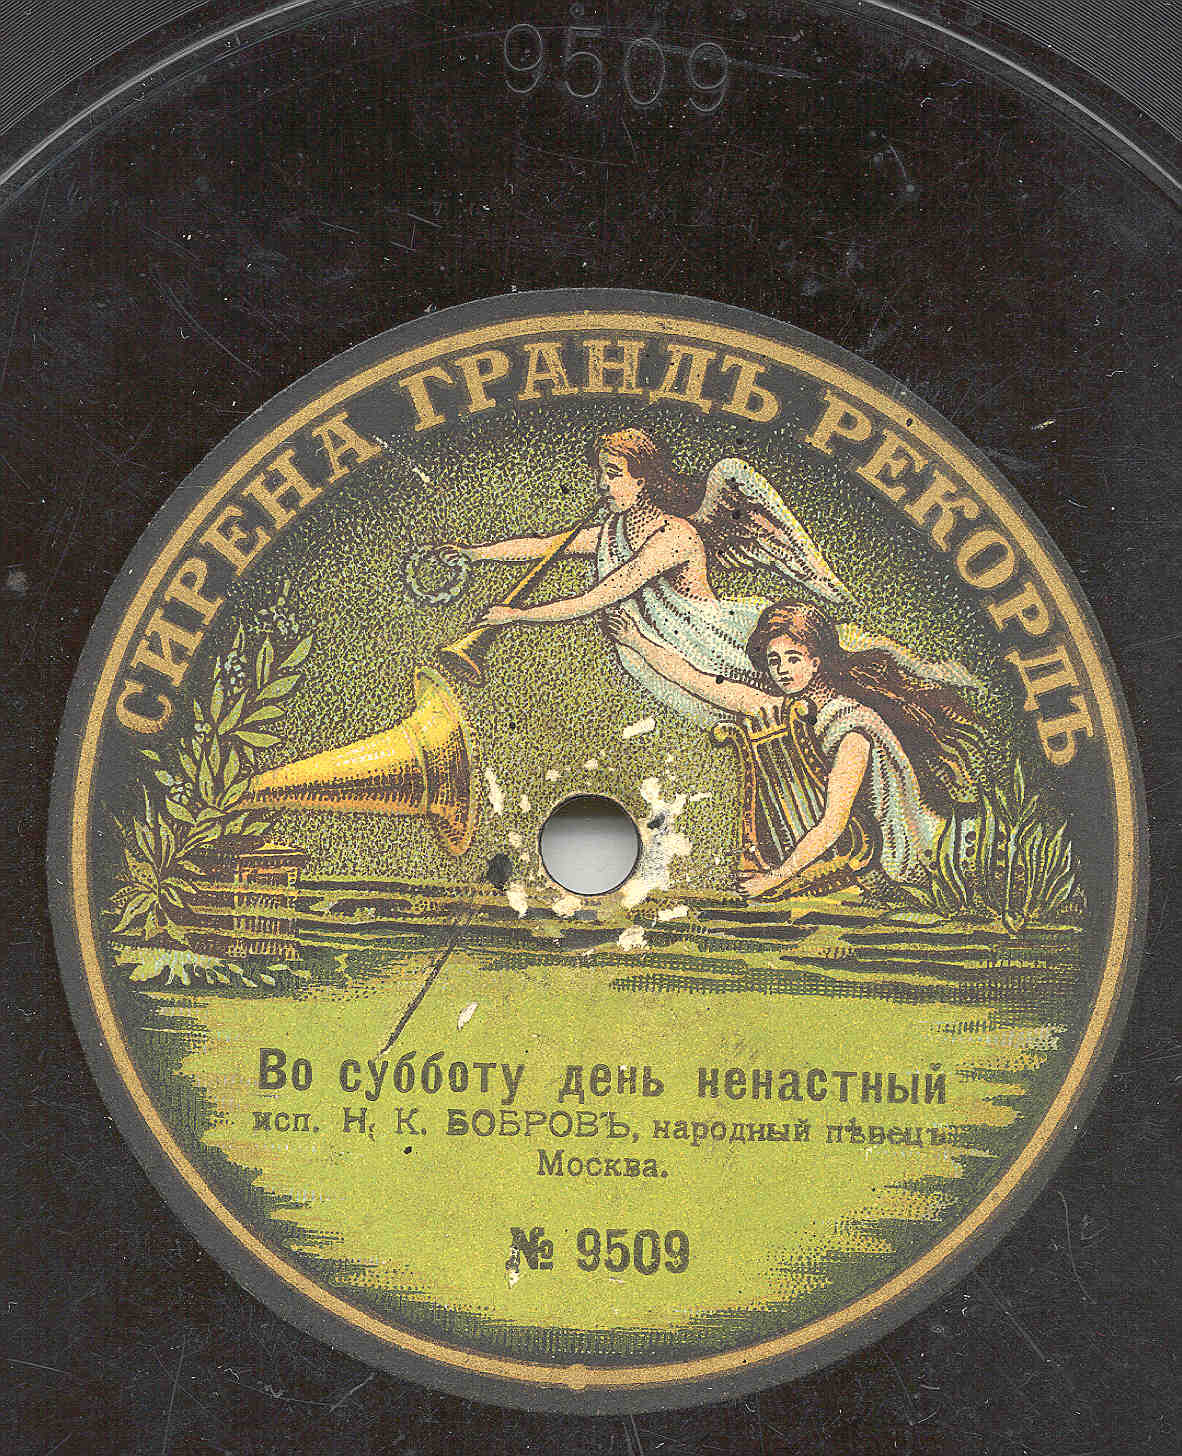 9509
СИРЕНА ГРАНДЪ РЕКОРДЪ
Во субботу день ненастный
исп. Н. К. БОБРОВЪ, народный пѣвецъ
Москва.
№ 9509